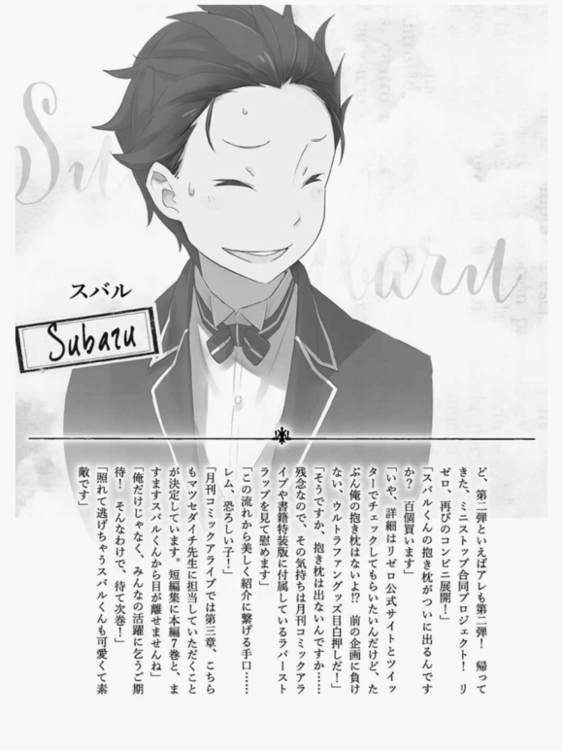 Subaru
スバル
Subaru
ど、第二弾といえばアレも第二弾! 帰って
きた、ミニストップ合同プロジェクト! リ
ゼロ、再びのコンビニ展開!」
「スバルくんの抱き枕がついに出るんです
か? 百個買います」
「いや、詳細はリゼロ公式サイトとツイッ
ターでチェックしてもらいたいんだけど、た
ぶん俺の抱き枕はないよ!? 前の企画に負け
ない、ウルトラファングッズ目白押しだ!」
「そうですか、抱き枕は出ないんですか……
残念なので、その気持ちは月刊コミックアラ
イブや書籍特装版に付属しているラバースト
ラップを見て慰めます」
「この流れから美しく紹介に繋げる手口……
レム、恐ろしい子!」
「月刊コミックアライブでは第三章、こちら
もマツセダイチ先生に担当していただくこと
が決定しています。短編集に本編7巻と、ま
すますスバルくんから目が離せませんね」
「俺だけじゃなく、みんなの活躍に乞うご期
待! そんなわけで、待て次巻!」
「照れて逃げちゃうスバルくんも可愛くて素
敵です」